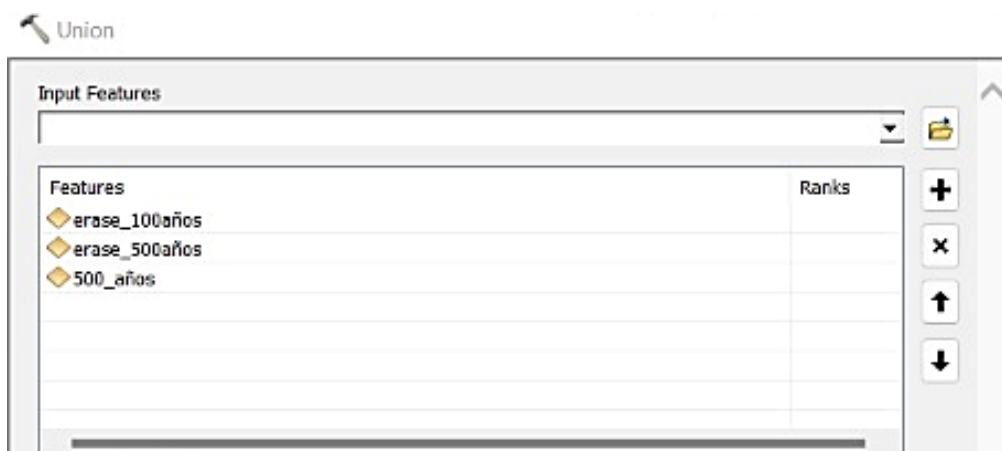 Union
Input Features
Features Ranks
erase_100años
erase_500años
500_años